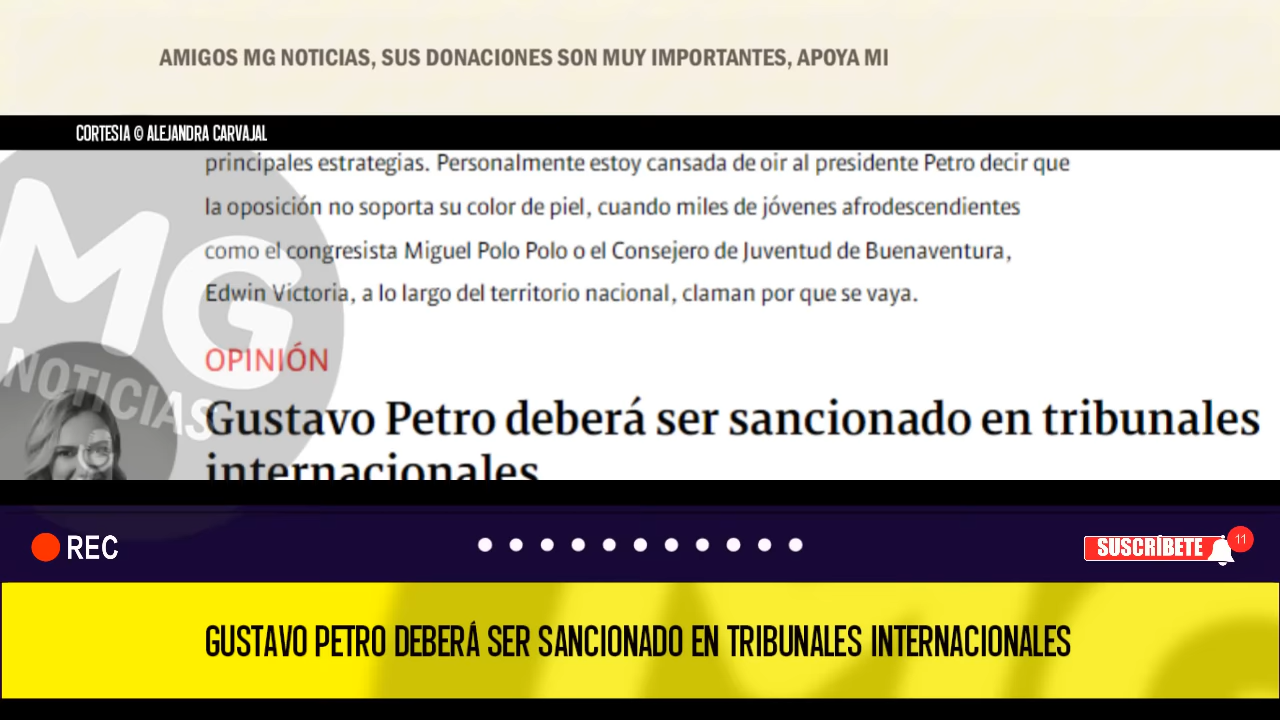 AMIGOS MG NOTICIAS, SUS DONACIONES SON MUY IMPORTANTES, APOYA MI
CORTESIA © ALEJANDRA CARVAJAL
principales estrategias. Personalmente estoy cansada de oir al presidente Petro decir que
la oposición no soporta su color de piel, cuando miles de jóvenes afrodescendientes
como el congresista Miguel Polo Polo o el Consejero de Juventud de Buenaventura,
Edwin Victoria, a lo largo del territorio nacional, claman por que se vaya.
MG
NOTICIAS
OPINIÓN
Gustavo Petro deberá ser sancionado en tribunales
internacionales
REC
SUSCRÍBETE
11
GUSTAVO PETRO DEBERÁ SER SANCIONADO EN TRIBUNALES INTERNACIONALES